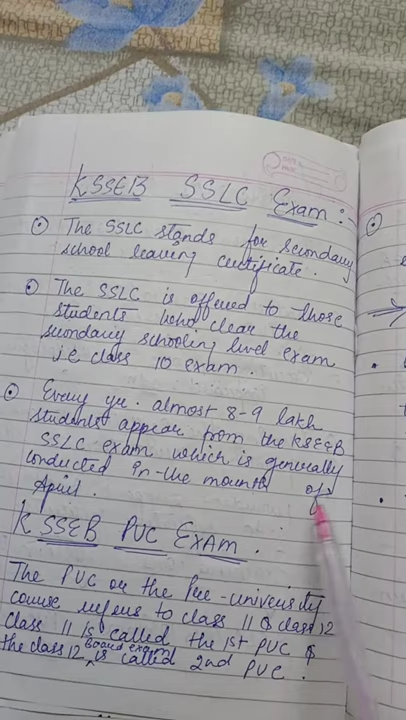 KSEEB SSLC Exam:
The SSLC stands for Secondary
school leaving certificate.
The SSLC is offered to those
students who clear the
secondary schooling level exam
i.e class 10 exam.
Every yr. almost 8-9 lakh
students appear from the KSEEB
SSLC exam which is generally
conducted in the mounth of
April.
KSSEB PUC EXAM.
The PUC or the Pre-university
course refers to class 11 & class 12
class 11 is called the 1st PUC &
the class 12 board exam is called 2nd PUC.